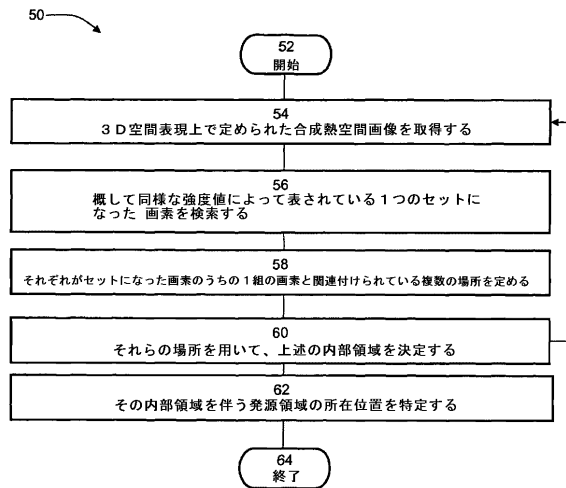 50
52
開始
54
3D空間表現上で定められた合成熱空間画像を取得する
56
概して同様な強度値によって表されている1つのセットに
なった 画素を検索する
58
それぞれがセットになった画素のうちの1組の画素と関連付けられている複数の場所を定める
60
それらの場所を用いて、上述の内部領域を決定する
62
その内部領域を伴う発源領域の所在位置を特定する
64
終了